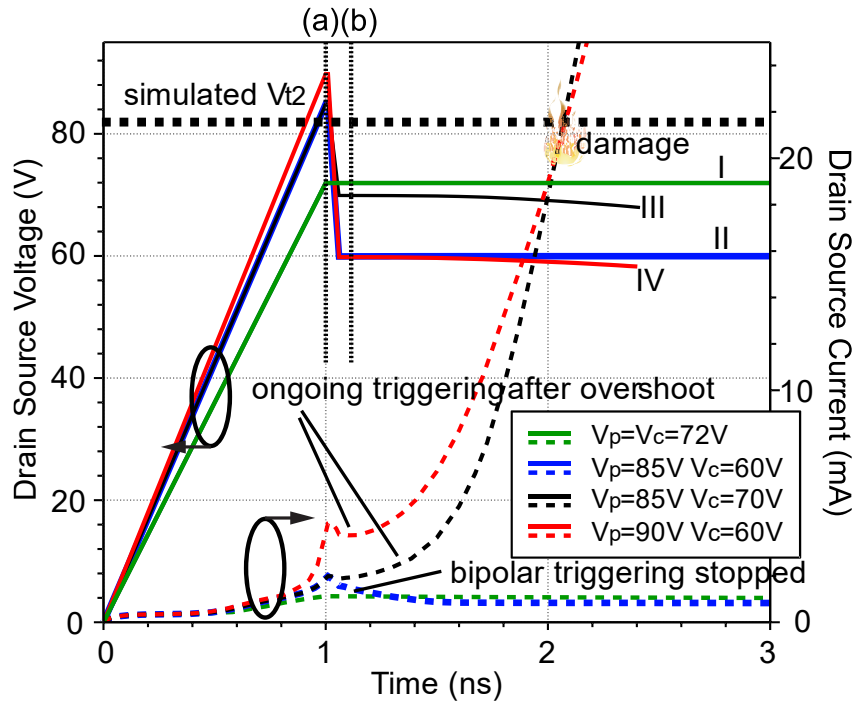 (a)(b)
simulated Vt2
damage
I
III
II
IV
ongoing triggering after overshoot
bipolar triggering stopped
Vp=Vc=72V
Vp=85V Vc=60V
Vp=85V Vc=70V
Vp=90V Vc=60V
Drain Source Voltage (V)
80
60
40
20
0
Drain Source Current (mA)
20
10
0
0
1
2
3
Time (ns)